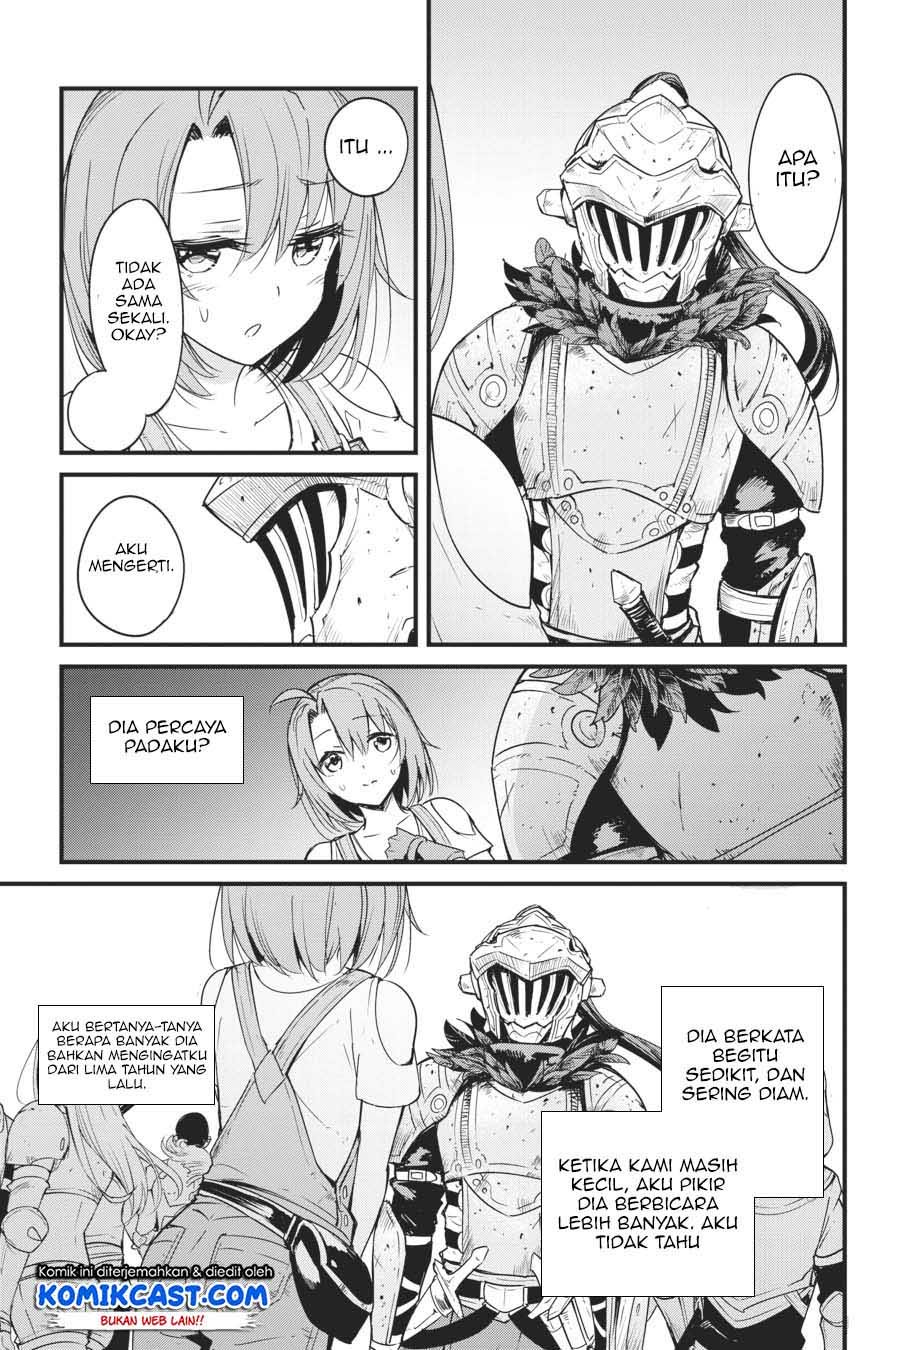 APA
ITU?
ITU ...
TIDAK
ADA
SAMA
SEKALI.
OKAY?
AKU
MENGERTI.
DIA PERCAYA
PADAKU?
DIA BERKATA
BEGITU
SEDIKIT, DAN
SERING DIAM.
KETIKA KAMI MASIH
KECIL, AKU PIKIR
DIA BERBICARA
LEBIH BANYAK. AKU
TIDAK TAHU
AKU BERTANYA-TANYA
BERAPA BANYAK DIA
BAHKAN MENGINGATKU
DARI LIMA TAHUN YANG
LALU.
Komik ini diterjemahkan & diedit oleh
KOMIKCAST.COM
BUKAN WEB LAIN!!